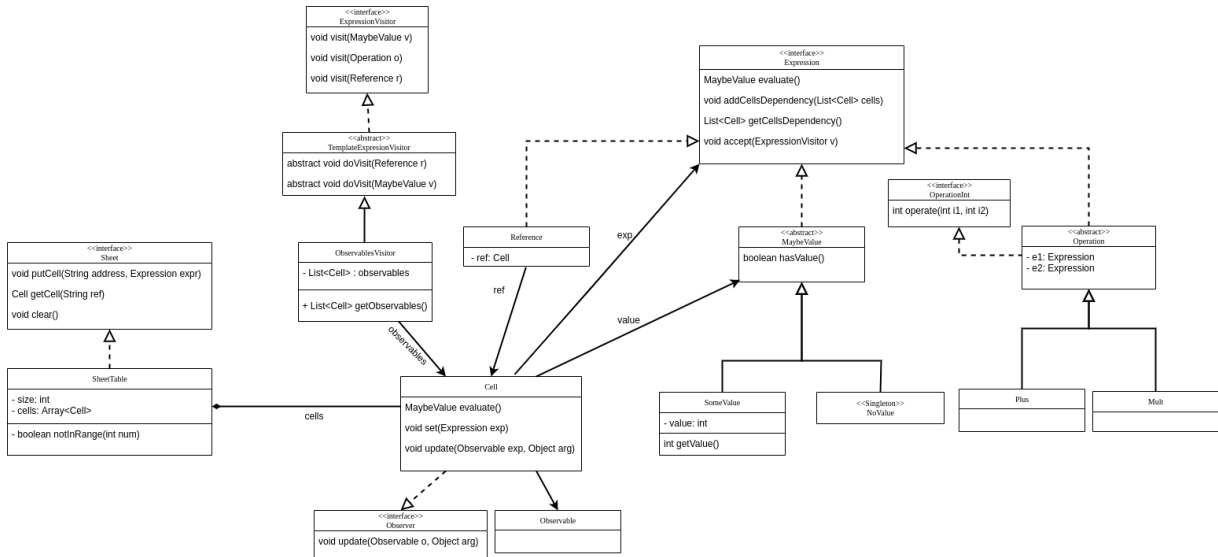 <<interface>>
ExpressionVisitor
void visit(MaybeValue v)
void visit(Operation o)
void visit(Reference r)
<<abstract>>
TemplateExpresionVisitor
abstract void doVisit(Reference r)
abstract void doVisit(MaybeValue v)
ObservablesVisitor
- List<Cell> : observables
+ List<Cell> getObservables()
observables
<<interface>>
Sheet
void putCell(String address, Expression expr)
Cell getCell(String ref)
void clear()
SheetTable
- size: int
- cells: Array<Cell>
- boolean notInRange(int num)
cells
Reference
- ref: Cell
ref
Cell
MaybeValue evaluate()
void set(Expression exp)
void update(Observable exp, Object arg)
<<interface>>
Observer
void update(Observable o, Object arg)
Observable
exp
value
<<interface>>
Expression
MaybeValue evaluate()
void addCellsDependency(List<Cell> cells)
List<Cell> getCellsDependency()
void accept(ExpressionVisitor v)
<<abstract>>
MaybeValue
boolean hasValue()
SomeValue
- value: int
int getValue()
<<Singleton>>
NoValue
<<interface>>
OperationInt
int operate(int i1, int i2)
<<abstract>>
Operation
- e1: Expression
- e2: Expression
Plus
Mult